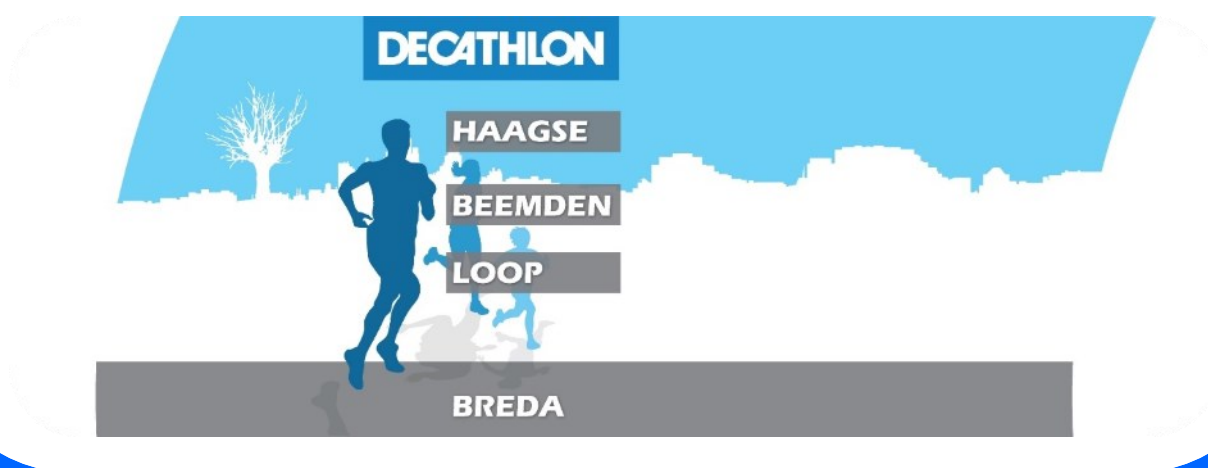 DECATHLON
HAAGSE
BEEMDEN
LOOP
BREDA